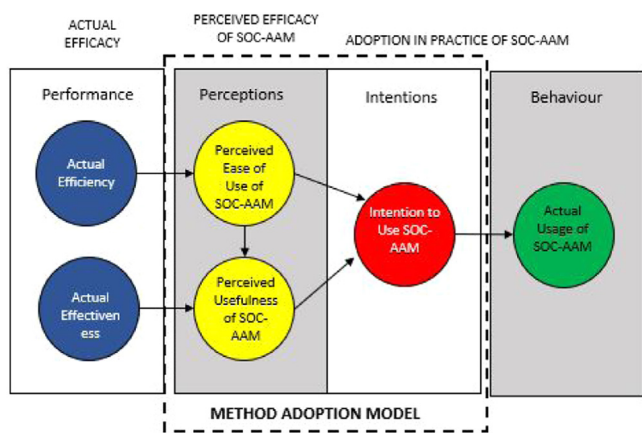 ACTUAL
EFFICACY
PERCEIVED EFFICACY
OF SOC-AAM
ADOPTION IN PRACTICE OF SOC-AAM
Performance
Perceptions
Intentions
Behaviour
Actual
Efficiency
Perceived
Ease of
Use of
SOC-AAM
Intention to
Use SOC-
AAM
Actual
Usage of
SOC-AAM
Actual
Effectiven
ess
Perceived
Usefulness
of SOC-
AAM
METHOD ADOPTION MODEL